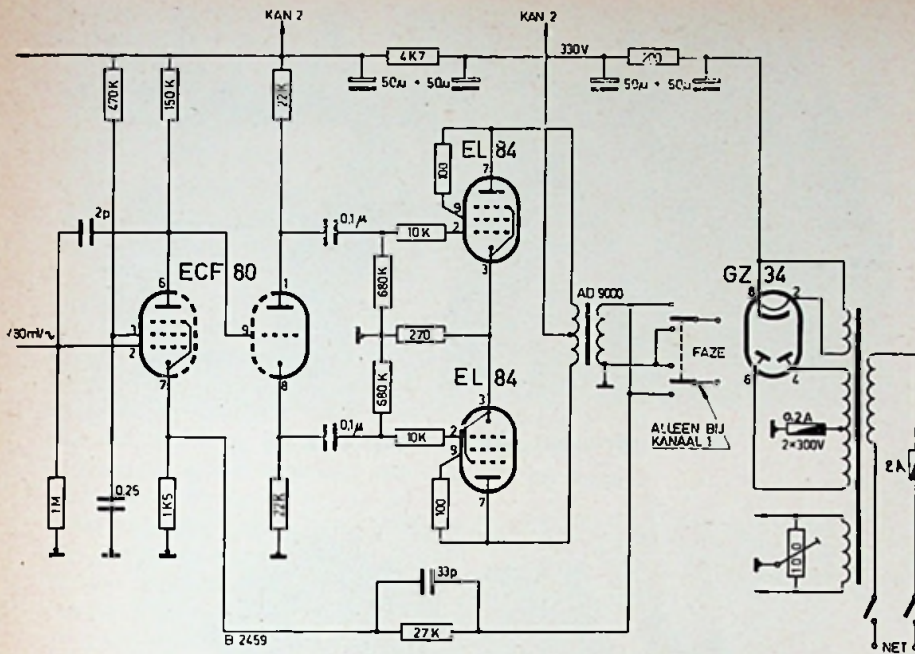 KAN 2
KAN 2
4K7
330V
200
50µ + 50µ
50µ + 50µ
470K
150K
22K
EL 84
100
7
9
2
3
2p
0,1µ
10K
ECF 80
6
3
2
7
1
9
8
680K
270
680K
AD 9000
GZ 34
8
2
6
4
FAZE
√30mV~
EL 84
3
2
9
7
0,1µ
10K
100
ALLEEN BIJ
KANAAL 1
0,2A
2×300V
2A
1M
0,25
1K5
22K
100
33p
27K
B 2459
NET